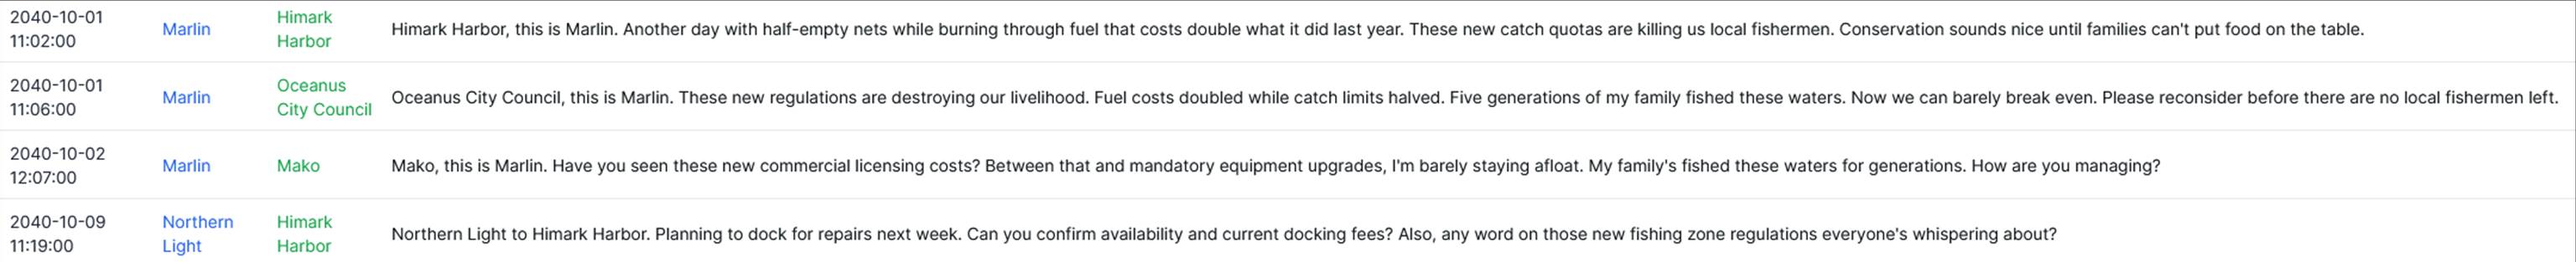 2040-10-01
11:02:00
Marlin
Himark
Harbor
Himark Harbor, this is Marlin. Another day with half-empty nets while burning through fuel that costs double what it did last year. These new catch quotas are killing us local fishermen. Conservation sounds nice until families can't put food on the table.
2040-10-01
11:06:00
Marlin
Oceanus
City Council
Oceanus City Council, this is Marlin. These new regulations are destroying our livelihood. Fuel costs doubled while catch limits halved. Five generations of my family fished these waters. Now we can barely break even. Please reconsider before there are no local fishermen left.
2040-10-02
12:07:00
Marlin
Mako
Mako, this is Marlin. Have you seen these new commercial licensing costs? Between that and mandatory equipment upgrades, I'm barely staying afloat. My family's fished these waters for generations. How are you managing?
2040-10-09
11:19:00
Northern
Light
Himark
Harbor
Northern Light to Himark Harbor. Planning to dock for repairs next week. Can you confirm availability and current docking fees? Also, any word on those new fishing zone regulations everyone's whispering about?